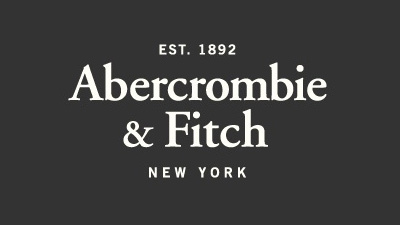 EST. 1892
Abercrombie
& Fitch
NEW YORK